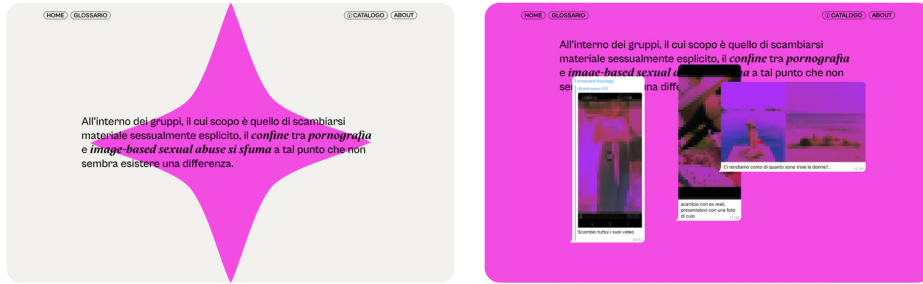 HOME GLOSSARIO
CATALOGO ABOUT
All'interno dei gruppi, il cui scopo è quello di scambiarsi
materiale sessualmente esplicito, il confine tra pornografia
e image-based sexual abuse si sfuma a tal punto che non
sembra esistere una differenza.
HOME GLOSSARIO
CATALOGO ABOUT
All'interno dei gruppi, il cui scopo è quello di scambiarsi
materiale sessualmente esplicito, il confine tra pornografia
e image-based sexual a
ma a tal punto che non
Forwarded message
Scambio tuttui i suoi video
scambio con ex reali,
presentatevi con una foto
di culo
Ci rendiamo conto di quanto sono troie le donne?..